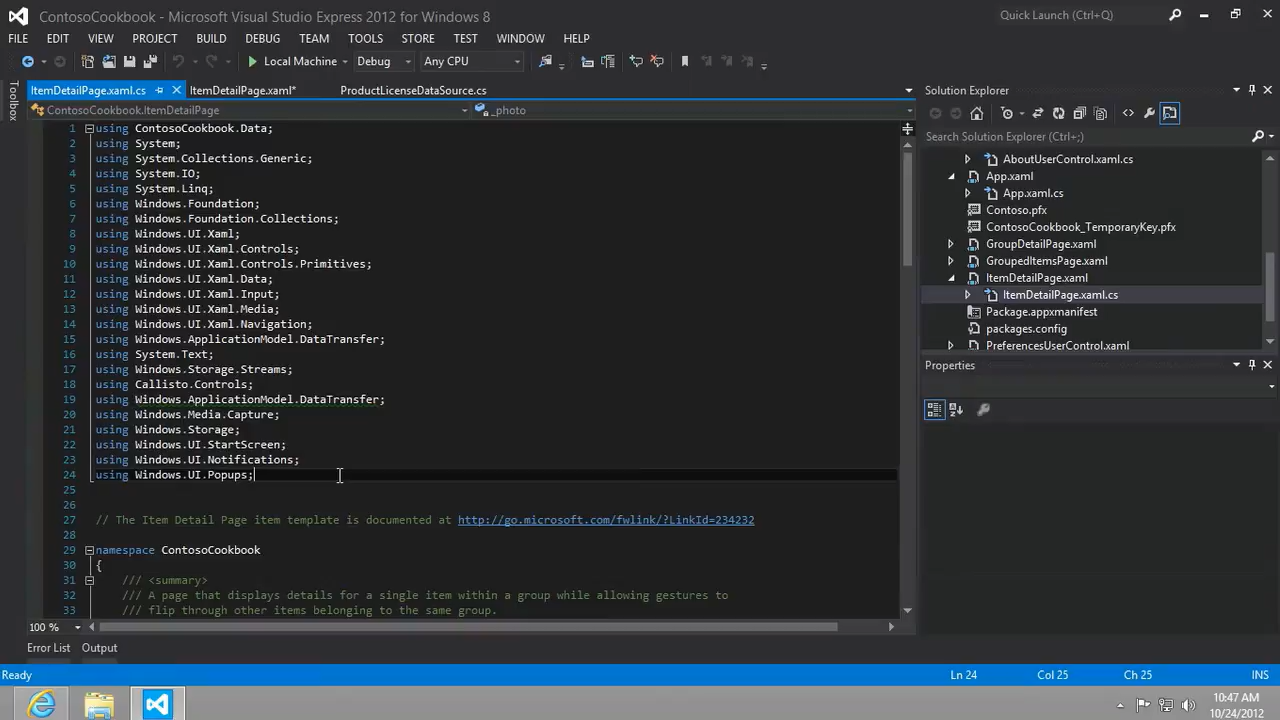 ContosoCookbook - Microsoft Visual Studio Express 2012 for Windows 8
Quick Launch (Ctrl+Q)
FILE EDIT VIEW PROJECT BUILD DEBUG TEAM TOOLS STORE TEST WINDOW HELP
Local Machine Debug Any CPU
Toolbox
ItemDetailPage.xaml.cs ItemDetailPage.xaml* ProductLicenseDataSource.cs
ContosoCookbook.ItemDetailPage _photo
1 using ContosoCookbook.Data;
2 using System;
3 using System.Collections.Generic;
4 using System.IO;
5 using System.Linq;
6 using Windows.Foundation;
7 using Windows.Foundation.Collections;
8 using Windows.UI.Xaml;
9 using Windows.UI.Xaml.Controls;
10 using Windows.UI.Xaml.Controls.Primitives;
11 using Windows.UI.Xaml.Data;
12 using Windows.UI.Xaml.Input;
13 using Windows.UI.Xaml.Media;
14 using Windows.UI.Xaml.Navigation;
15 using Windows.ApplicationModel.DataTransfer;
16 using System.Text;
17 using Windows.Storage.Streams;
18 using Callisto.Controls;
19 using Windows.ApplicationModel.DataTransfer;
20 using Windows.Media.Capture;
21 using Windows.Storage;
22 using Windows.UI.StartScreen;
23 using Windows.UI.Notifications;
24 using Windows.UI.Popups;
25
26
27 // The Item Detail Page item template is documented at http://go.microsoft.com/fwlink/?LinkId=234232
28
29 namespace ContosoCookbook
30 {
31 /// <summary>
32 /// A page that displays details for a single item within a group while allowing gestures to
33 /// flip through other items belonging to the same group.
100 %
Solution Explorer
Search Solution Explorer (Ctrl+;)
AboutUserControl.xaml.cs
App.xaml
App.xaml.cs
Contoso.pfx
ContosoCookbook_TemporaryKey.pfx
GroupDetailPage.xaml
GroupedItemsPage.xaml
ItemDetailPage.xaml
ItemDetailPage.xaml.cs
Package.appxmanifest
packages.config
PreferencesUserControl.xaml
Properties
Error List Output
Ready Ln 24 Col 25 Ch 25 INS
10:47 AM
10/24/2012